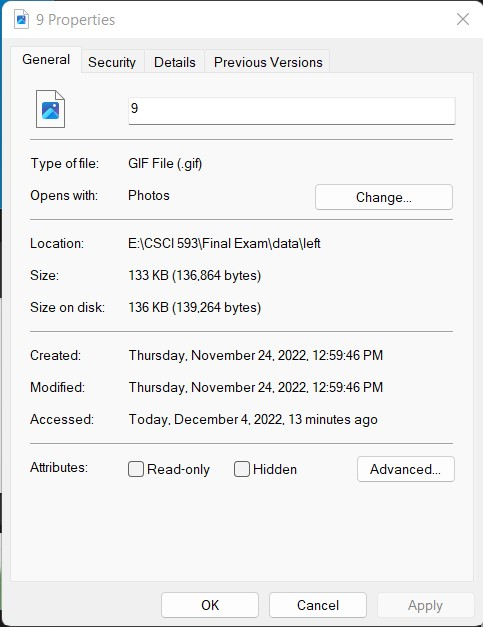 9 Properties
General Security Details Previous Versions
9
Type of file: GIF File (.gif)
Opens with: Photos Change...
Location: E:\CSCI 593\Final Exam\data\left
Size: 133 KB (136,864 bytes)
Size on disk: 136 KB (139,264 bytes)
Created: Thursday, November 24, 2022, 12:59:46 PM
Modified: Thursday, November 24, 2022, 12:59:46 PM
Accessed: Today, December 4, 2022, 13 minutes ago
Attributes: Read-only Hidden Advanced...
OK Cancel Apply